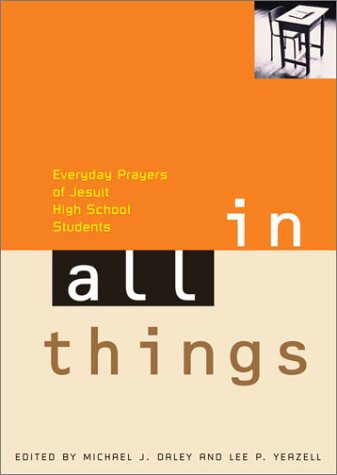 Everyday Prayers
of Jesuit
High School
Students
in
all
things
EDITED BY MICHAEL J. DALEY AND LEE P. YEAZELL